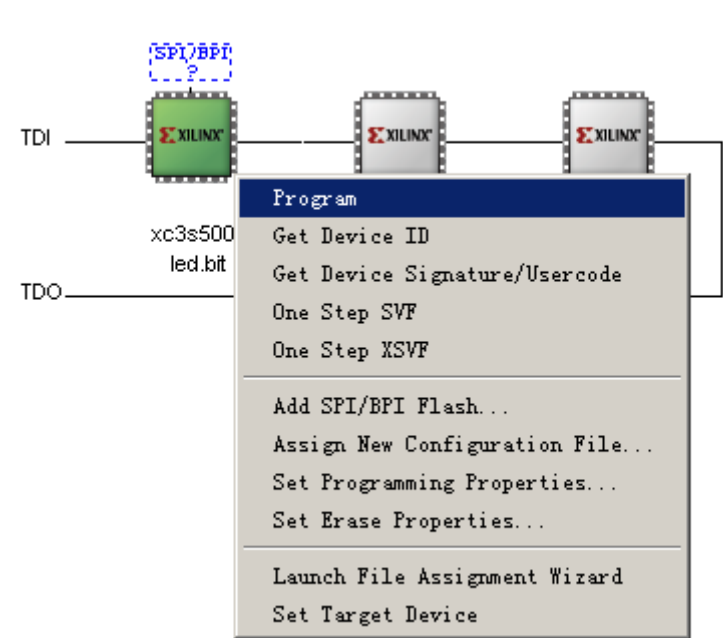 SPI/BPI
?
TDI
XILINX
XILINX
XILINX
Program
xc3s500
Get Device ID
led.bit
Get Device Signature/Usercode
TDO
One Step SVF
One Step XSVF
Add SPI/BPI Flash...
Assign New Configuration File...
Set Programming Properties...
Set Erase Properties...
Launch File Assignment Wizard
Set Target Device